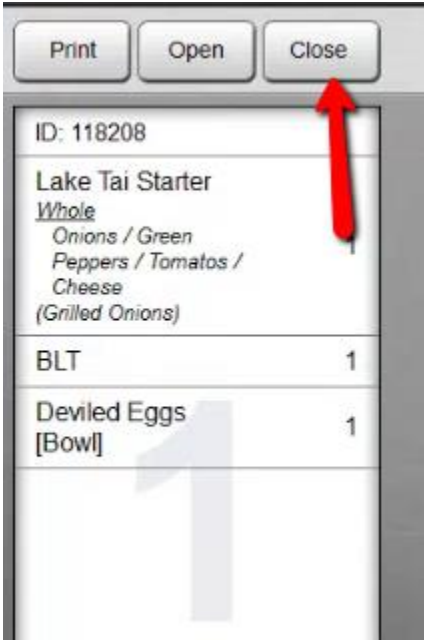 Print Open Close
ID: 118208
Lake Tai Starter
Whole
Onions / Green
Peppers / Tomatos /
Cheese
(Grilled Onions)
1
BLT 1
Deviled Eggs
[Bowl]
1
1